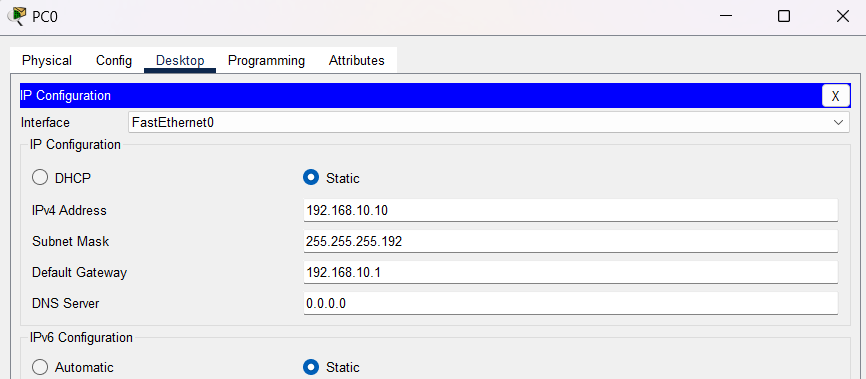 PC0
Physical Config Desktop Programming Attributes
IP Configuration X
Interface FastEthernet0
IP Configuration
DHCP Static
IPv4 Address 192.168.10.10
Subnet Mask 255.255.255.192
Default Gateway 192.168.10.1
DNS Server 0.0.0.0
IPv6 Configuration
Automatic Static